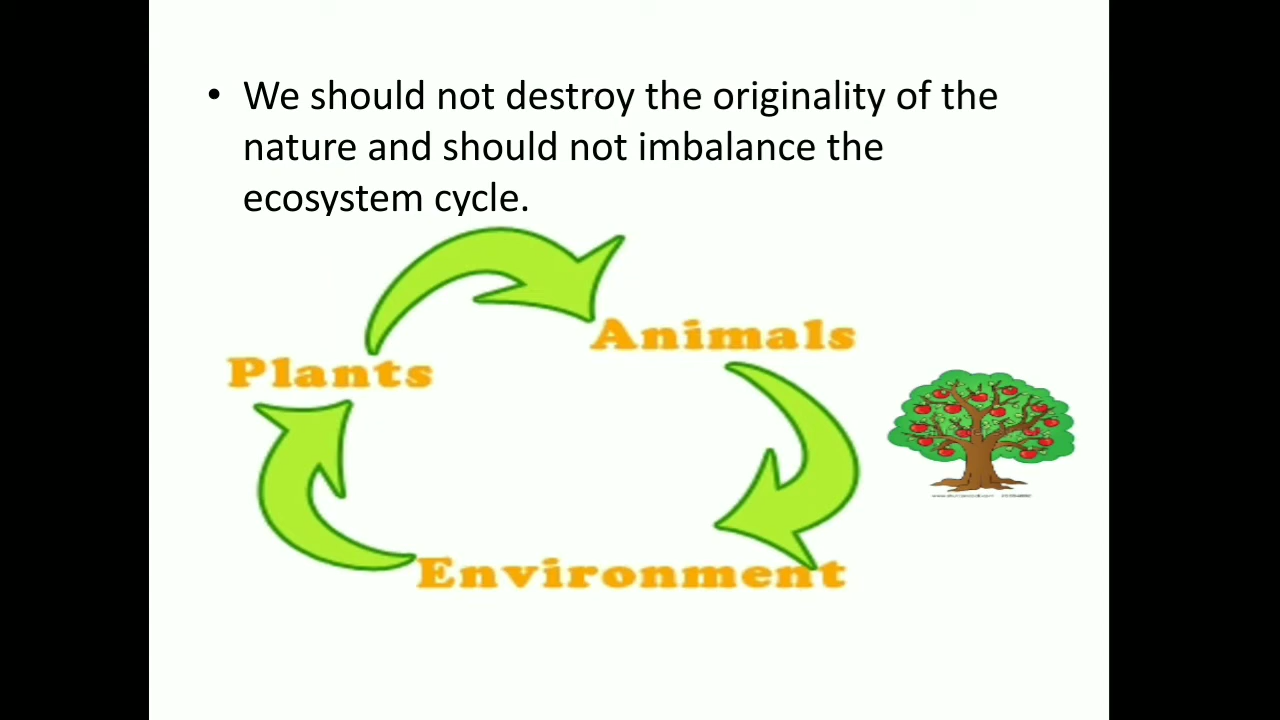 • We should not destroy the originality of the
nature and should not imbalance the
ecosystem cycle.
Animals
Plants
Environment